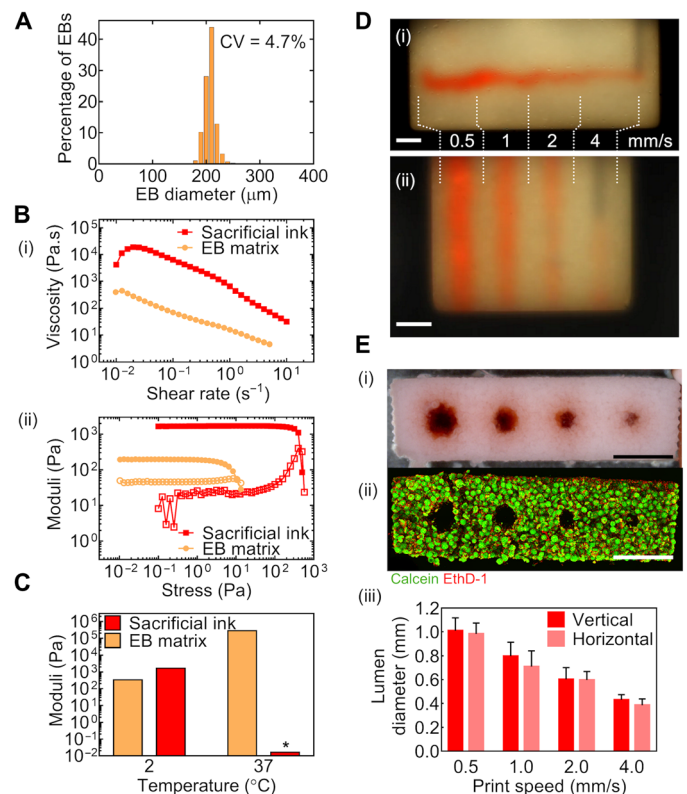 A
Percentage of EBs
40
30
20
10
0
CV = 4.7%
0 100 200 300 400
EB diameter (μm)
B
(i)
Viscosity (Pa.s)
10⁵
10⁴
10³
10²
10¹
10⁰
Sacrificial ink
EB matrix
10⁻² 10⁻¹ 10⁰ 10¹
Shear rate (s⁻¹)
(ii)
Moduli (Pa)
10³
10²
10¹
10⁰
Sacrificial ink
EB matrix
10⁻² 10⁻¹ 10⁰ 10¹ 10² 10³
Stress (Pa)
C
Moduli (Pa)
10⁶
10⁵
10⁴
10³
10²
10¹
10⁰
10⁻¹
10⁻²
Sacrificial ink
EB matrix
*
2 37
Temperature (°C)
D
(i)
0.5 1 2 4 mm/s
(ii)
E
(i)
(ii)
Calcein EthD-1
(iii)
Lumen
diameter (mm)
1.2
1.0
0.8
0.6
0.4
0.2
0.0
Vertical
Horizontal
0.5 1.0 2.0 4.0
Print speed (mm/s)